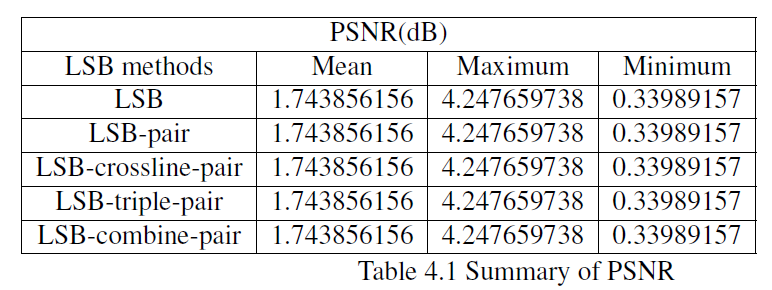 PSNR(dB)
LSB methods Mean Maximum Minimum
LSB 1.743856156 4.247659738 0.33989157
LSB-pair 1.743856156 4.247659738 0.33989157
LSB-crossline-pair 1.743856156 4.247659738 0.33989157
LSB-triple-pair 1.743856156 4.247659738 0.33989157
LSB-combine-pair 1.743856156 4.247659738 0.33989157
Table 4.1 Summary of PSNR